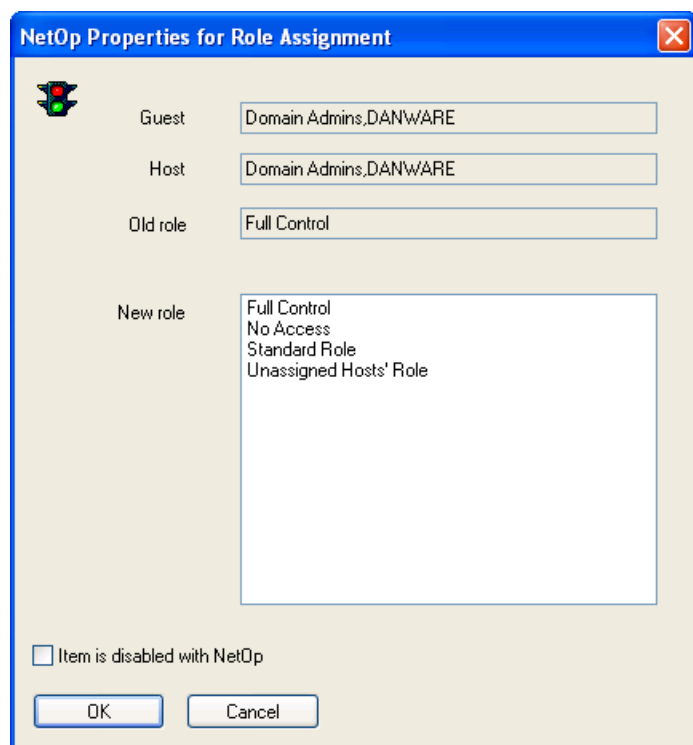 NetOp Properties for Role Assignment
Guest Domain Admins,DANWARE
Host Domain Admins,DANWARE
Old role Full Control
New role Full Control
No Access
Standard Role
Unassigned Hosts' Role
Item is disabled with NetOp
OK Cancel